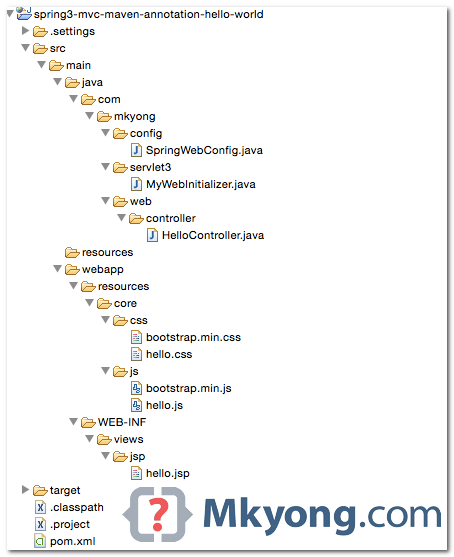 spring3-mvc-maven-annotation-hello-world
.settings
src
main
java
com
mkyong
config
SpringWebConfig.java
servlet3
MyWebInitializer.java
web
controller
HelloController.java
resources
webapp
resources
core
css
bootstrap.min.css
hello.css
js
bootstrap.min.js
hello.js
WEB-INF
views
jsp
hello.jsp
target
.classpath
.project
pom.xml
{?} Mkyong.com